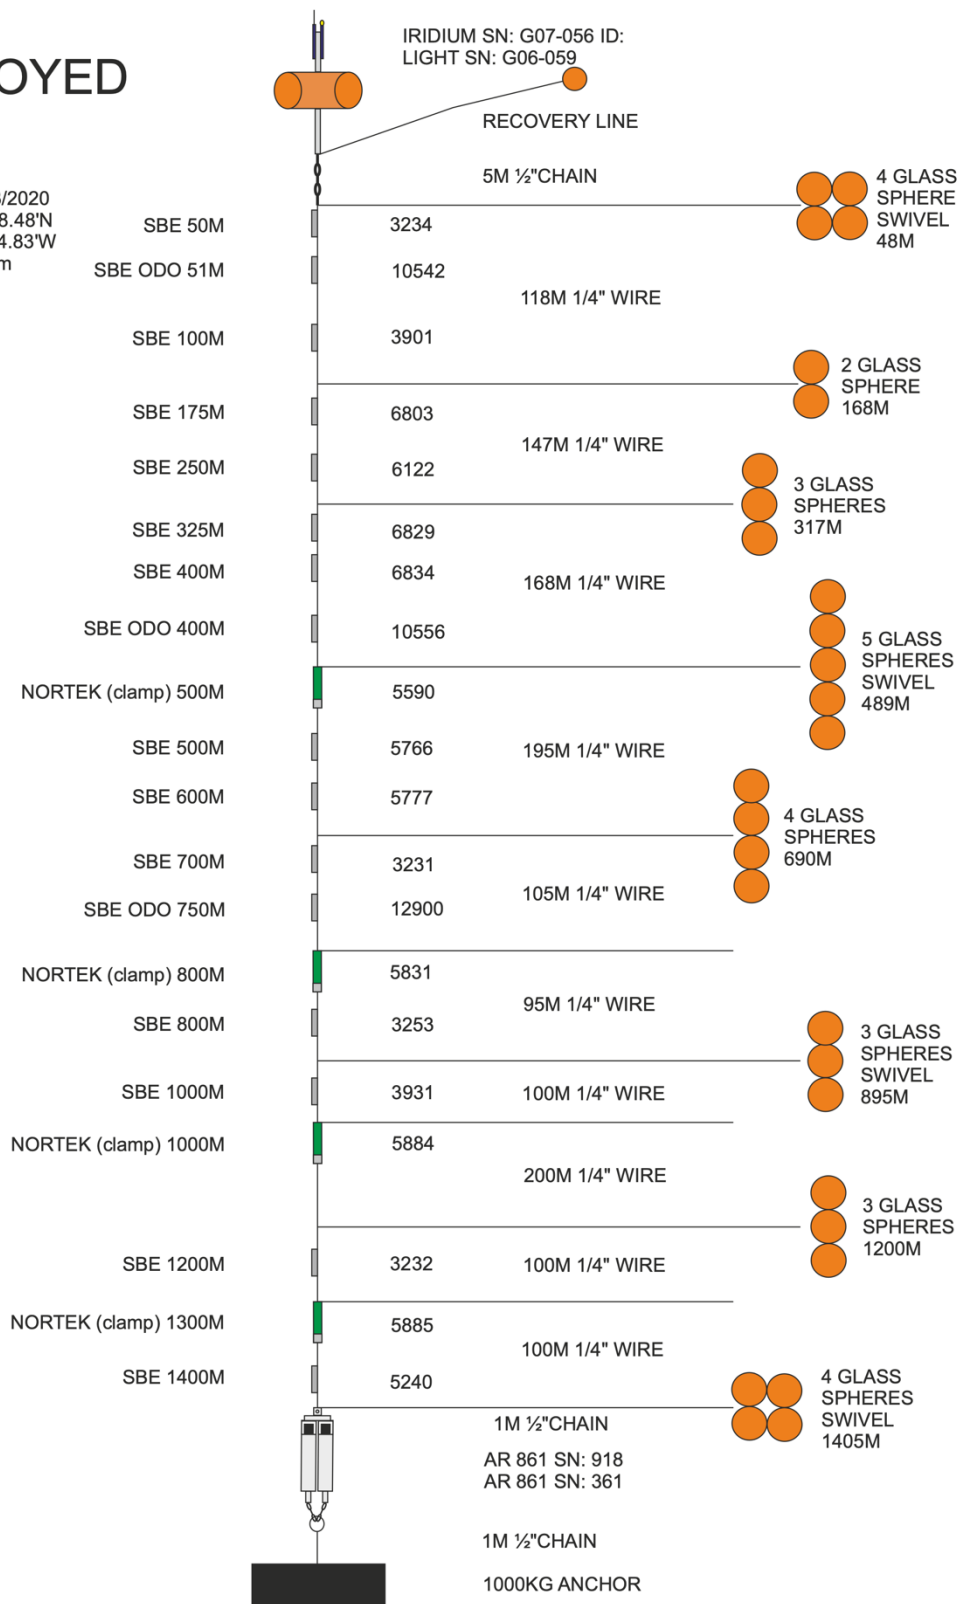 IRIDIUM SN: G07-056 ID:
LIGHT SN: G06-059
OYED
RECOVERY LINE
5M ½"CHAIN
4 GLASS
SPHERE
SWIVEL
48M
/2020
8.48'N
4.83'W
m
SBE 50M 3234
SBE ODO 51M 10542
118M 1/4" WIRE
SBE 100M 3901
2 GLASS
SPHERE
168M
SBE 175M 6803
147M 1/4" WIRE
SBE 250M 6122
3 GLASS
SPHERES
317M
SBE 325M 6829
SBE 400M 6834
168M 1/4" WIRE
SBE ODO 400M 10556
5 GLASS
SPHERES
SWIVEL
489M
NORTEK (clamp) 500M 5590
SBE 500M 5766
195M 1/4" WIRE
SBE 600M 5777
4 GLASS
SPHERES
690M
SBE 700M 3231
105M 1/4" WIRE
SBE ODO 750M 12900
NORTEK (clamp) 800M 5831
95M 1/4" WIRE
SBE 800M 3253
3 GLASS
SPHERES
SWIVEL
895M
SBE 1000M 3931
100M 1/4" WIRE
NORTEK (clamp) 1000M 5884
200M 1/4" WIRE
3 GLASS
SPHERES
1200M
SBE 1200M 3232
100M 1/4" WIRE
NORTEK (clamp) 1300M 5885
100M 1/4" WIRE
SBE 1400M 5240
4 GLASS
SPHERES
SWIVEL
1405M
1M ½"CHAIN
AR 861 SN: 918
AR 861 SN: 361
1M ½"CHAIN
1000KG ANCHOR